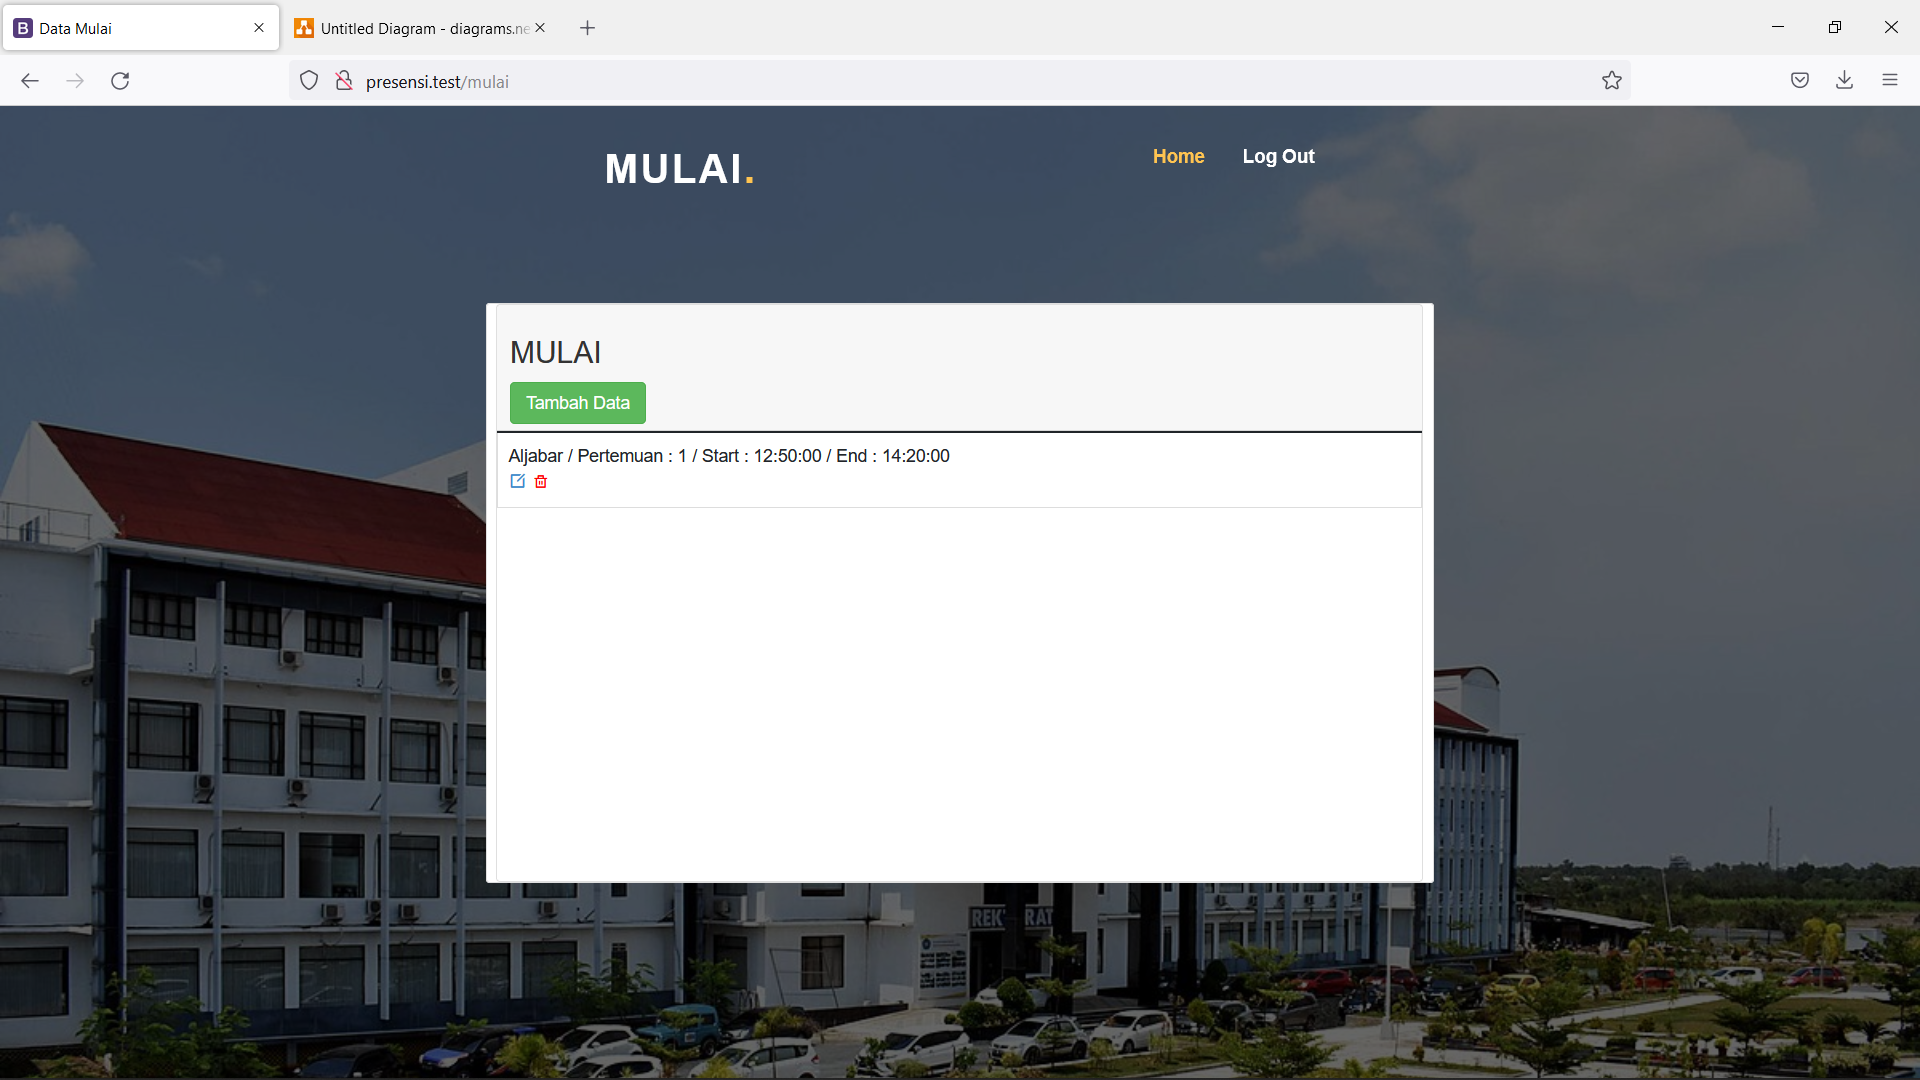 Data Mulai
Untitled Diagram - diagrams.ne
presensi.test/mulai
MULAI.
Home
Log Out
MULAI
Tambah Data
Aljabar / Pertemuan : 1 / Start : 12:50:00 / End : 14:20:00